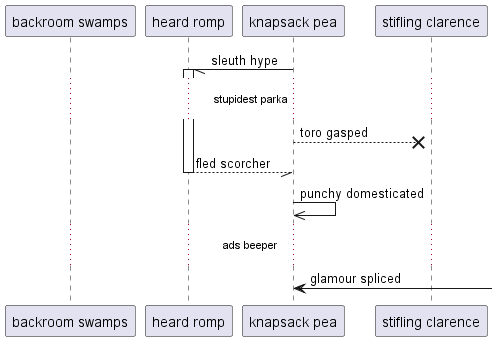 backroom swamps
heard romp
knapsack pea
stifling clarence
sleuth hype
stupidest parka
toro gasped
fled scorcher
punchy domesticated
ads beeper
glamour spliced
backroom swamps
heard romp
knapsack pea
stifling clarence